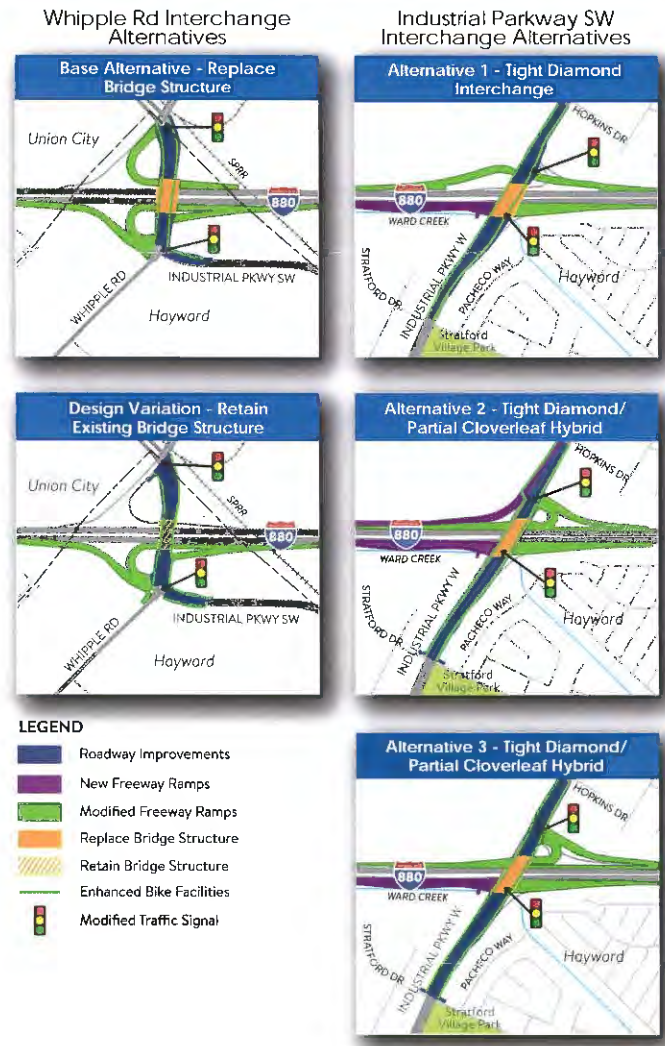 Whipple Rd Interchange
Alternatives
Base Alternative - Replace
Bridge Structure
Union City
SPRR
880
WHIPPLE RD
INDUSTRIAL PKWY SW
Hayward
Design Variation - Retain
Existing Bridge Structure
Union City
SPRR
880
WHIPPLE RD
INDUSTRIAL PKWY SW
Hayward
LEGEND
Roadway Improvements
New Freeway Ramps
Modified Freeway Ramps
Replace Bridge Structure
Retain Bridge Structure
Enhanced Bike Facilities
Modified Traffic Signal
Industrial Parkway SW
Interchange Alternatives
Alternative 1 - Tight Diamond
Interchange
HOPKINS DR
880
WARD CREEK
STRATFORD DR
INDUSTRIAL PKWY W
PACHECO WAY
Hayward
Stratford
Village Park
Alternative 2 - Tight Diamond/
Partial Cloverleaf Hybrid
HOPKINS DR
880
WARD CREEK
STRATFORD DR
INDUSTRIAL PKWY W
PACHECO WAY
Hayward
Stratford
Village Park
Alternative 3 - Tight Diamond/
Partial Cloverleaf Hybrid
HOPKINS DR
880
WARD CREEK
STRATFORD DR
INDUSTRIAL PKWY W
PACHECO WAY
Hayward
Stratford
Village Park